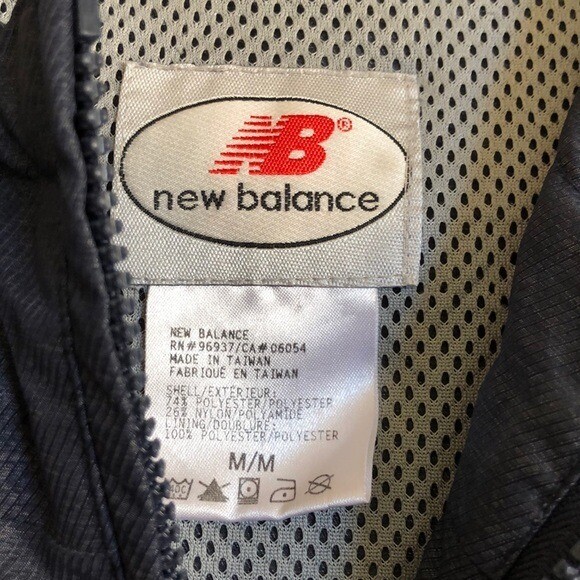 NB®
new balance
NEW BALANCE
RN# 96937/CA# 06054
MADE IN TAIWAN
FABRIQUÉ EN TAIWAN
SHELL/EXTÉRIEUR:
74% POLYESTER/POLYESTER
26% NYLON/POLYAMIDE
LINING/DOUBLURE:
100% POLYESTER/POLYESTER
M/M